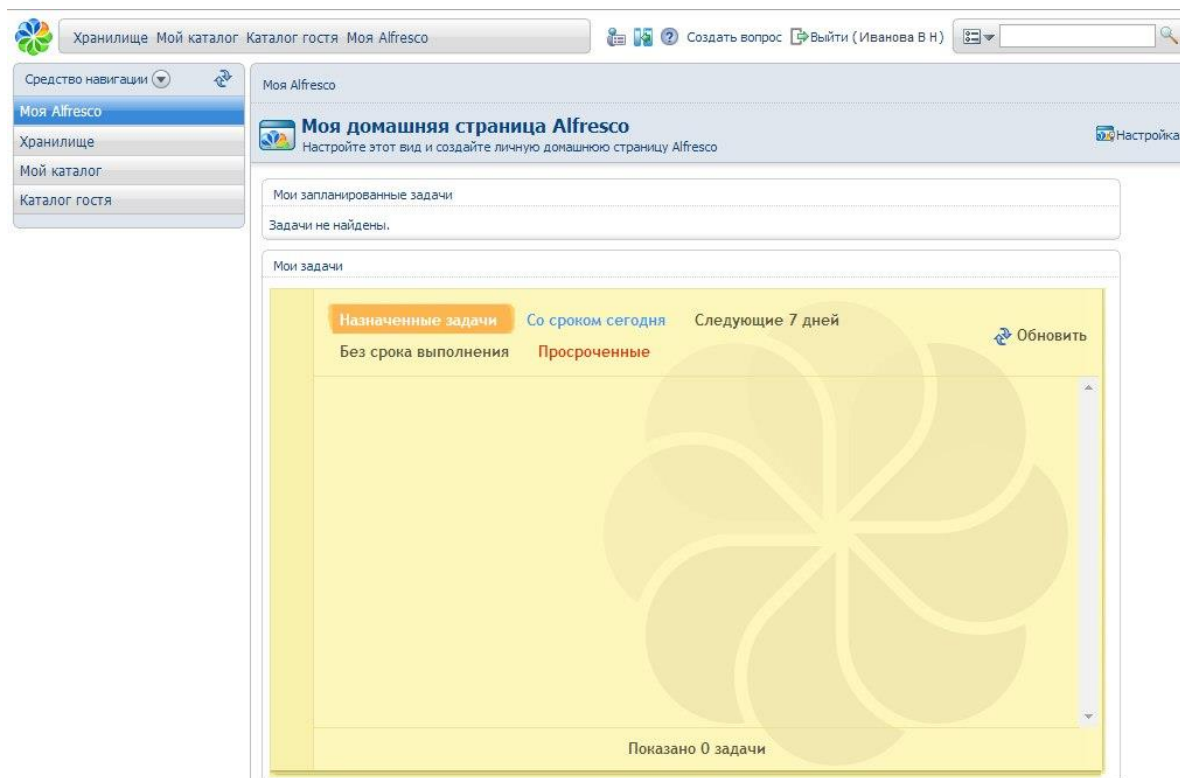 Хранилище Мой каталог Каталог гостя Моя Alfresco Создать вопрос Выйти (Иванова В Н)
Средство навигации
Моя Alfresco
Хранилище
Мой каталог
Каталог гостя
Моя Alfresco
Моя домашняя страница Alfresco
Настройте этот вид и создайте личную домашнюю страницу Alfresco
Настройка
Мои запланированные задачи
Задачи не найдены.
Мои задачи
Назначенные задачи Со сроком сегодня Следующие 7 дней
Обновить
Без срока выполнения Просроченные
Показано 0 задачи